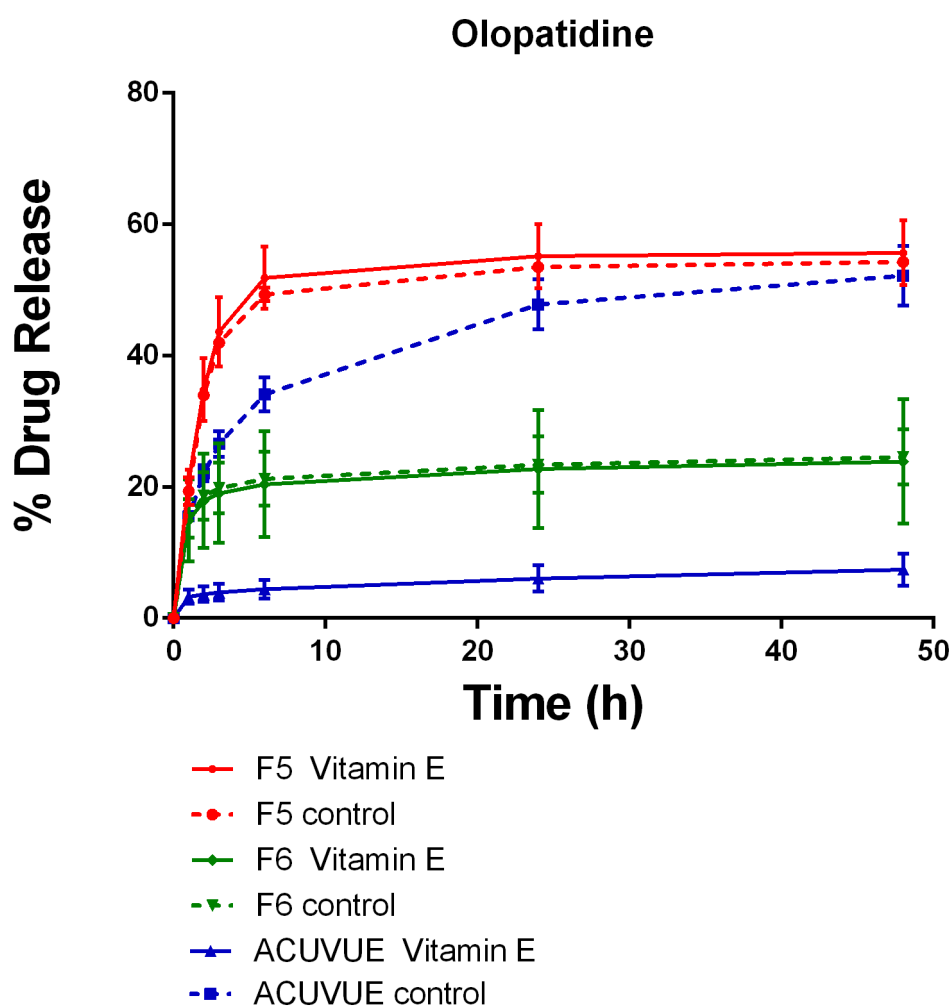 Olopatidine
80
60
40
20
0
% Drug Release
0 10 20 30 40 50
Time (h)
F5 Vitamin E
F5 control
F6 Vitamin E
F6 control
ACUVUE Vitamin E
ACUVUE control